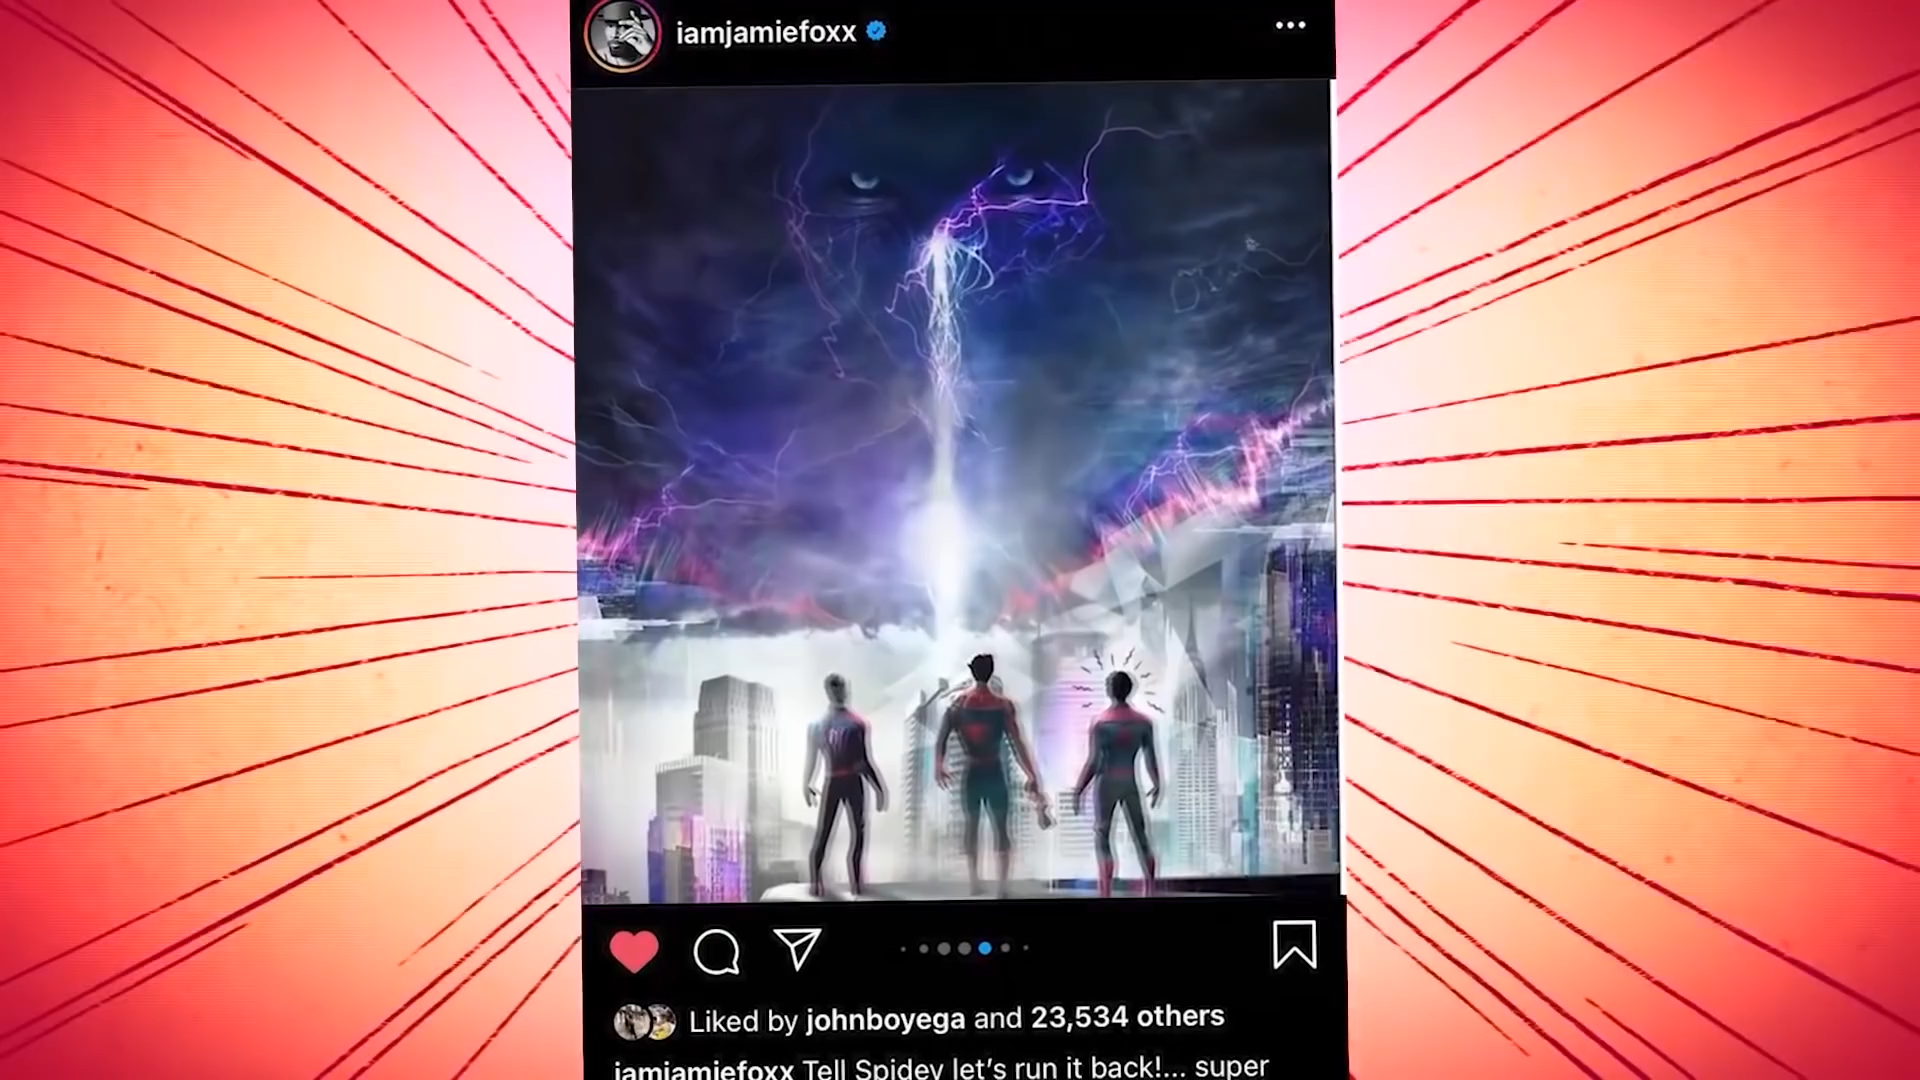 iamjamiefoxx
Liked by johnboyega and 23,534 others
iamjamiefoxx Tell Spidey let's run it back!... super